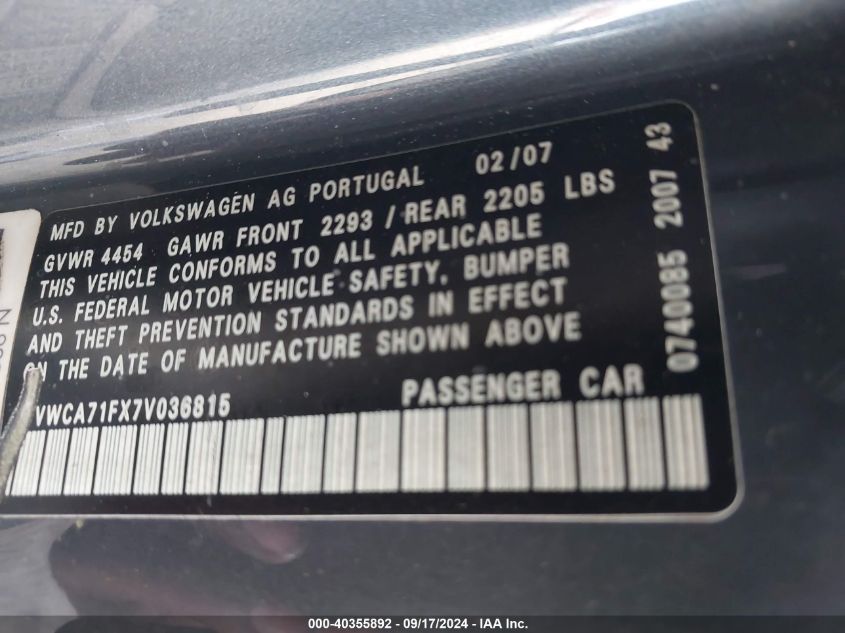 MFD BY VOLKSWAGEN AG PORTUGAL 02/07
GVWR 4454 GAWR FRONT 2293 / REAR 2205 LBS
THIS VEHICLE CONFORMS TO ALL APPLICABLE
U.S. FEDERAL MOTOR VEHICLE SAFETY. BUMPER
AND THEFT PREVENTION STANDARDS IN EFFECT
ON THE DATE OF MANUFACTURE SHOWN ABOVE
VWCA71FX7V036815 PASSENGER CAR
0740085 2007 43
000-40355892 - 09/17/2024 - IAA Inc.